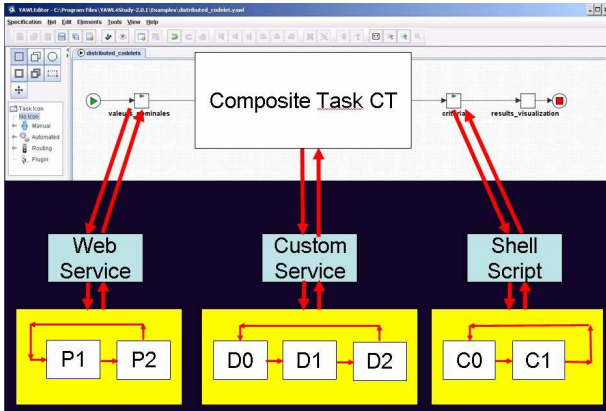 YAWLEditor - C:\Program Files\YAWL4Study-2.0.1\Examples\distributed_codelet.yawl
Specification Net Edit Elements Tools View Help
distributed_codelets
Task Icon
No Icon
Manual
Automated
Routing
Plugin
Composite Task CT
valeurs_nominales
criteria
results_visualization
Web
Service
Custom
Service
Shell
Script
P1
P2
D0
D1
D2
C0
C1